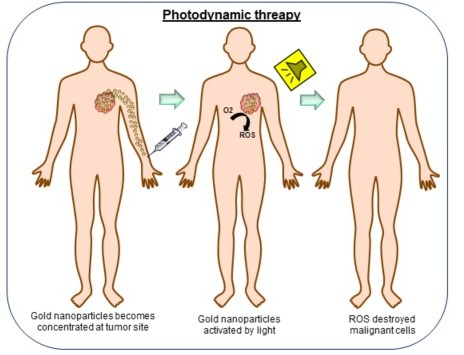 Photodynamic threapy
O2
ROS
Gold nanoparticles becomes
concentrated at tumor site
Gold nanoparticles
activated by light
ROS destroyed
malignant cells